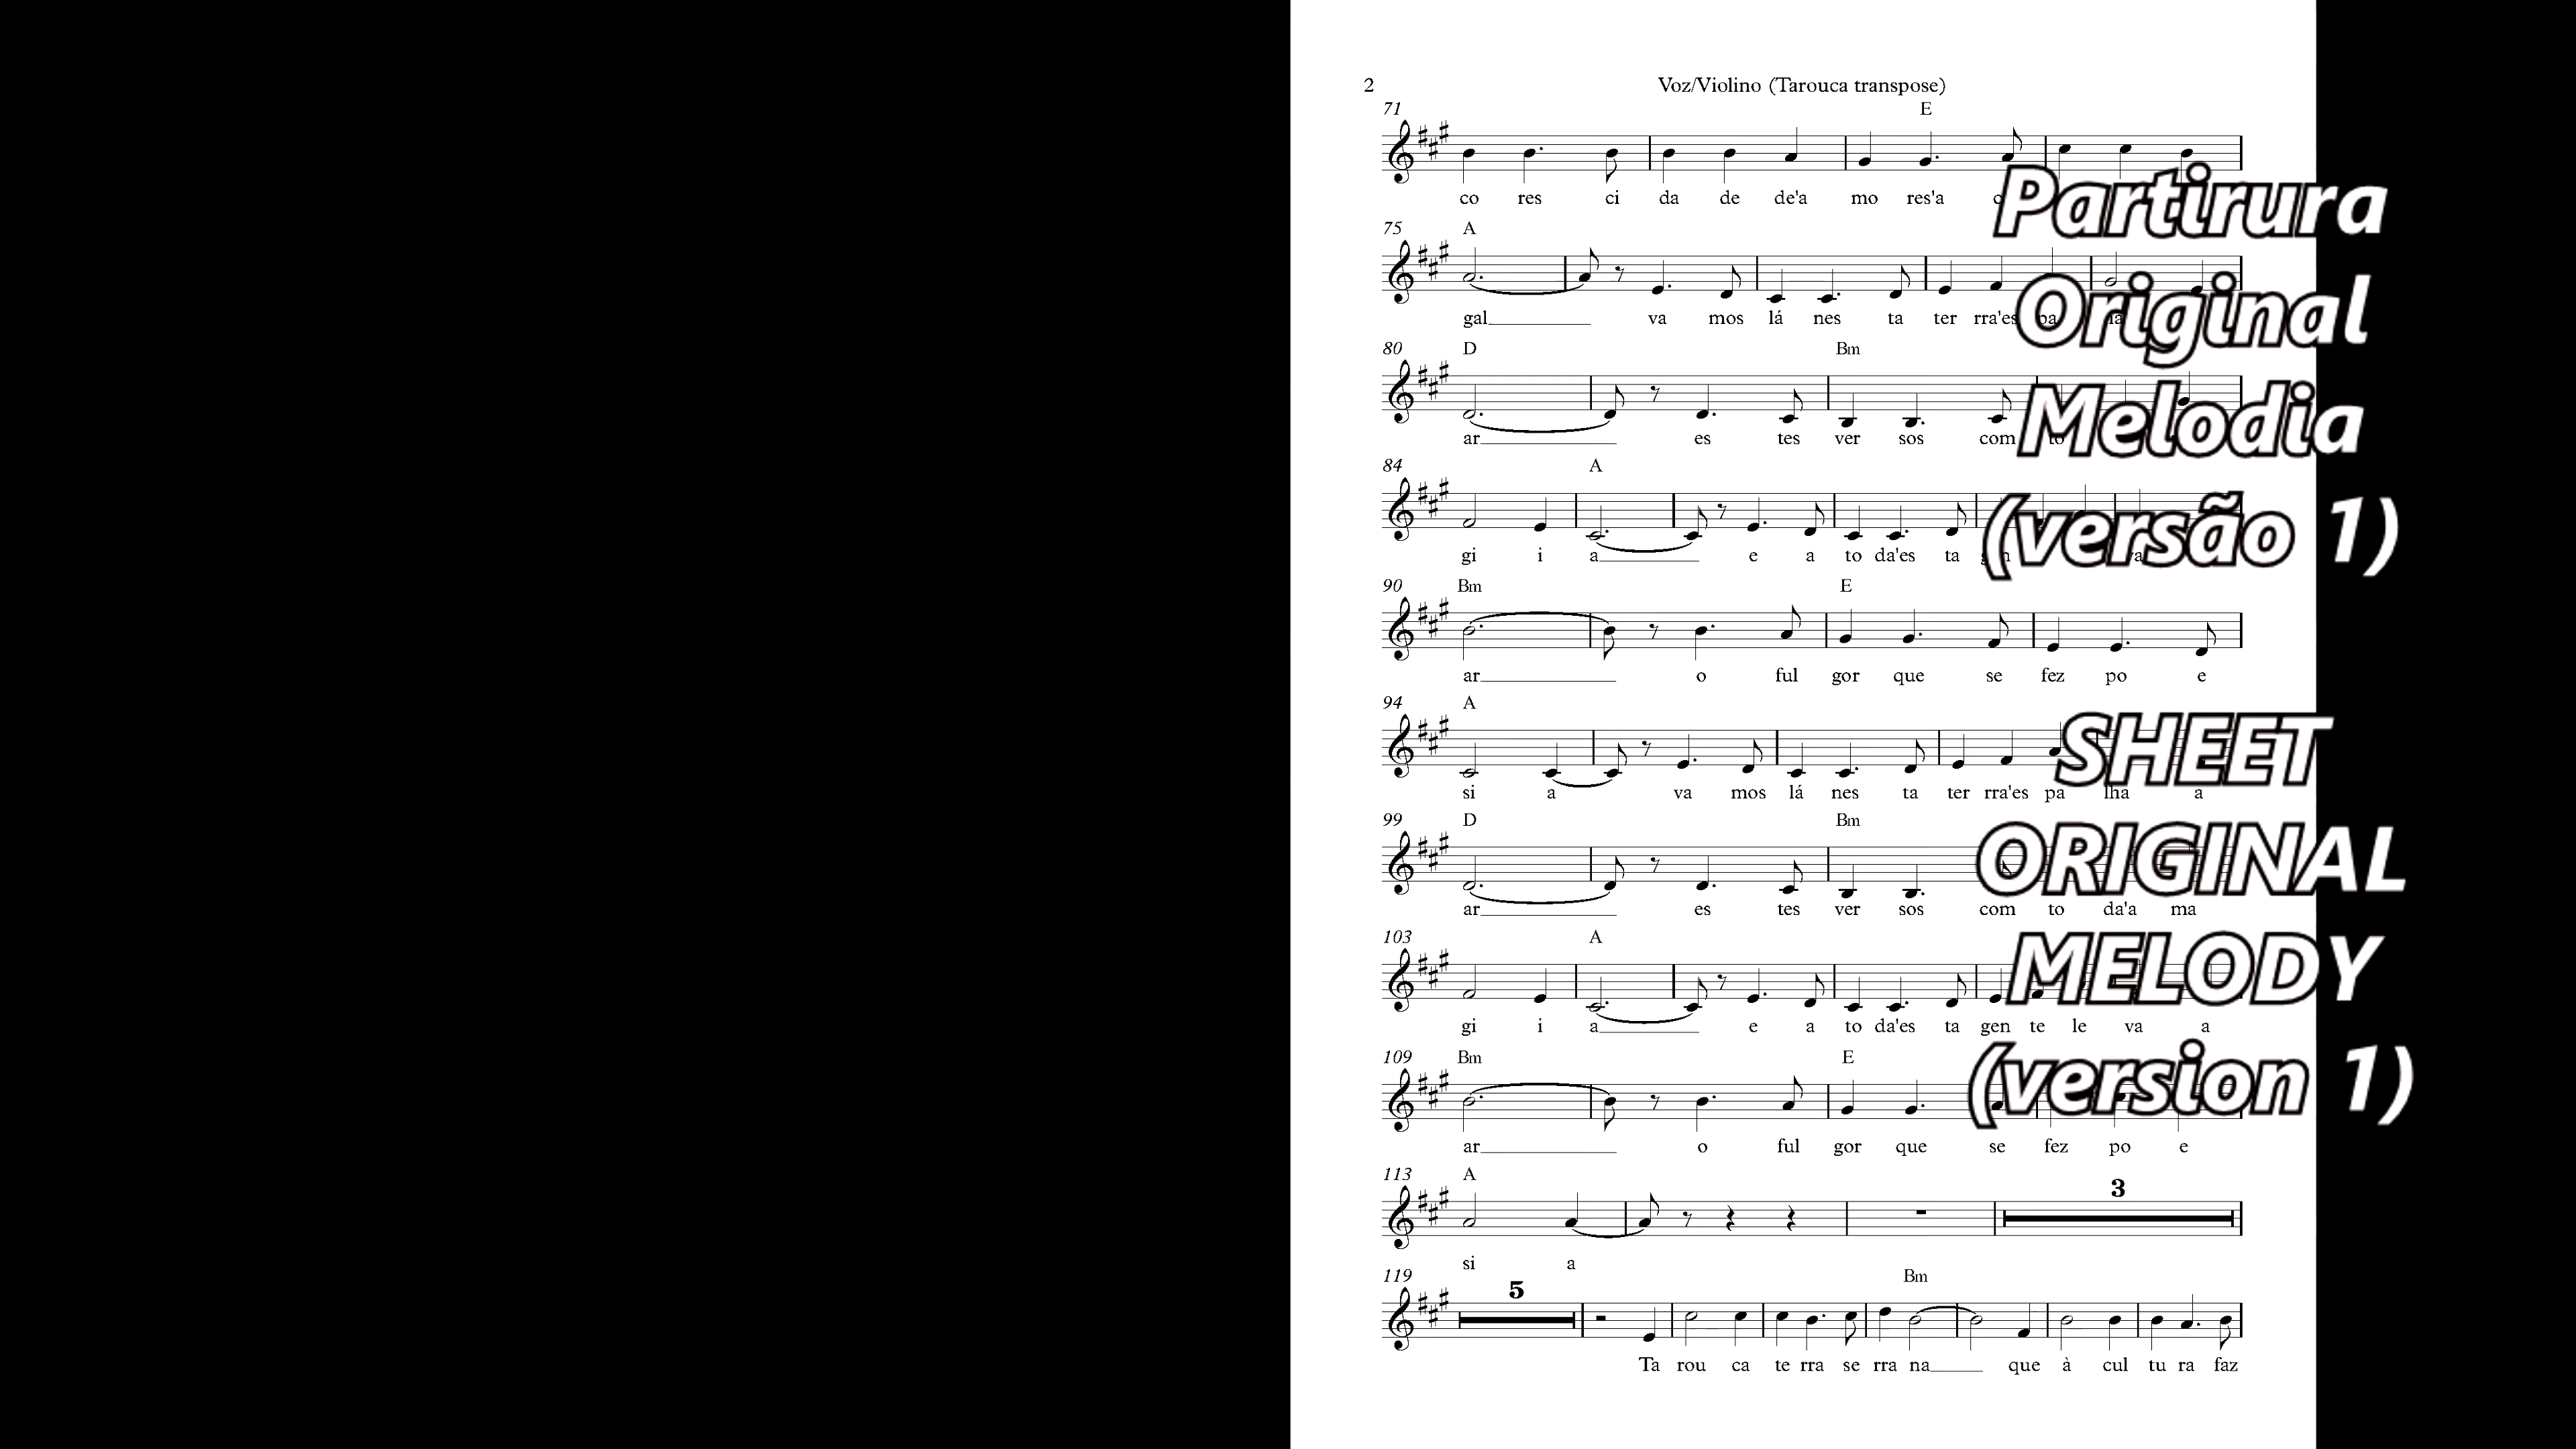 2
Voz/Violino (Tarouca transpose)
71 E
co res ci da de de'a mo res'a
75 A
gal va mos lá nes ta ter rra'es pa
80 D Bm
ar es tes ver sos com to
84 A
gi i a e a to da'es ta
90 Bm E
ar o ful gor que se fez po e
94 A
si a va mos lá nes ta ter rra'es pa lha a
99 D Bm
ar es tes ver sos com to da'a ma
103 A
gi i a e a to da'es ta gen te le va a
109 Bm E
ar o ful gor que se fez po e
113 A 3
si a
119 5 Bm
Ta rou ca te rra se rra na que à cul tu ra faz
Partirura
Original
Melodia
(versão 1)
SHEET
ORIGINAL
MELODY
(version 1)